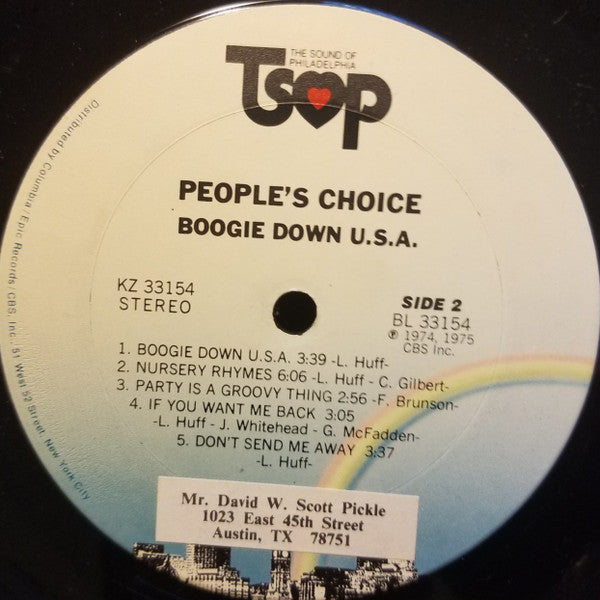 THE SOUND OF
PHILADELPHIA
TSOP
PEOPLE'S CHOICE
BOOGIE DOWN U.S.A.
KZ 33154
STEREO
SIDE 2
BL 33154
℗ 1974, 1975
CBS Inc.
1. BOOGIE DOWN U.S.A. 3:39 -L. Huff-
2. NURSERY RHYMES 6:06 -L. Huff - C. Gilbert-
3. PARTY IS A GROOVY THING 2:56 -F. Brunson-
4. IF YOU WANT ME BACK 3:05
-L. Huff - J. Whitehead - G. McFadden-
5. DON'T SEND ME AWAY 3:37
-L. Huff-
Mr. David W. Scott Pickle
1023 East 45th Street
Austin, TX 78751
Distributed by Columbia/Epic Records/CBS, Inc./51 West 52 Street, New York City